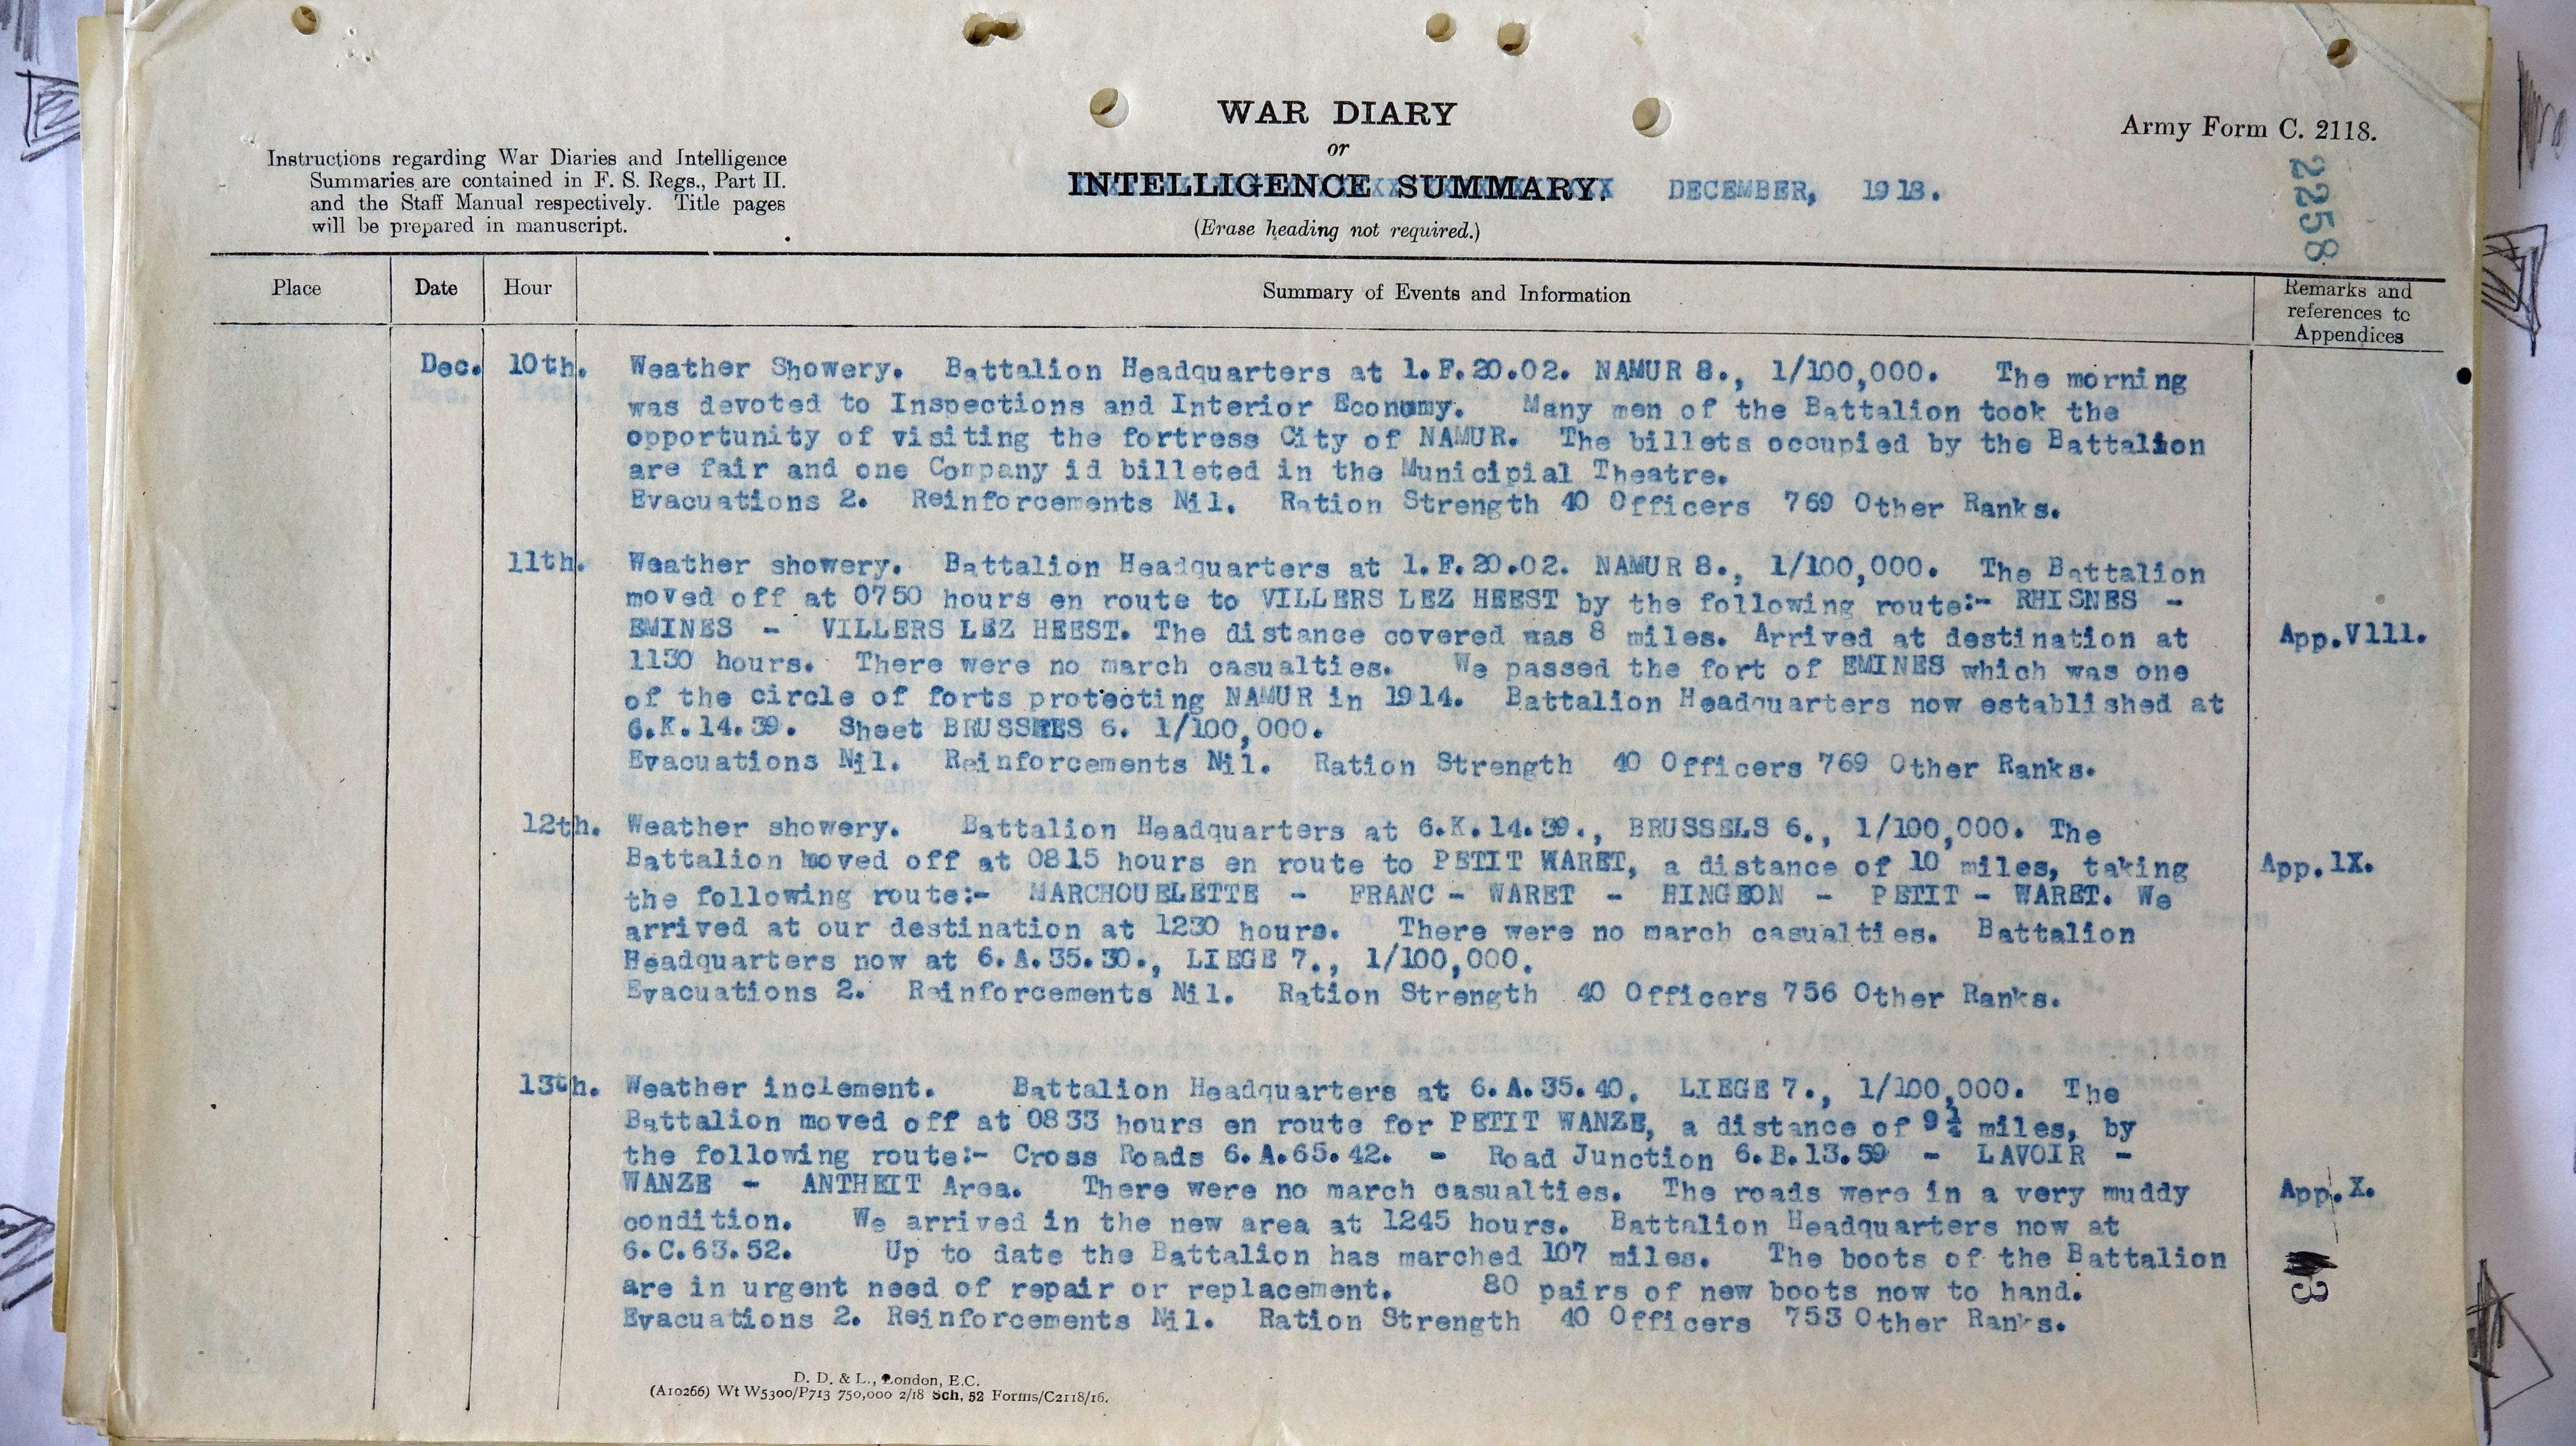 WAR DIARY
or
INTELLIGENCE SUMMARY. DECEMBER, 1918.
(Erase heading not required.)
Army Form C. 2118.
2258
Instructions regarding War Diaries and Intelligence
Summaries are contained in F. S. Regs., Part II.
and the Staff Manual respectively. Title pages
will be prepared in manuscript.
Place Date Hour Summary of Events and Information Remarks and
references to
Appendices
Dec. 10th. Weather Showery. Battalion Headquarters at 1.F.20.02. NAMUR 8., 1/100,000. The morning
was devoted to Inspections and Interior Economy. Many men of the Battalion took the
opportunity of visiting the fortress City of NAMUR. The billets occupied by the Battalion
are fair and one Company id billeted in the Municipial Theatre.
Evacuations 2. Reinforcements Nil. Ration Strength 40 Officers 769 Other Ranks.
11th. Weather showery. Battalion Headquarters at 1.F.20.02. NAMUR 8., 1/100,000. The Battalion
moved off at 0750 hours en route to VILLERS LEZ HEEST by the following route:- RHISNES -
EMINES - VILLERS LEZ HEEST. The distance covered was 8 miles. Arrived at destination at App.V111.
1130 hours. There were no march casualties. We passed the fort of EMINES which was one
of the circle of forts protecting NAMUR in 1914. Battalion Headquarters now established at
6.K.14.39. Sheet 6. 1/100,000.
Evacuations Nil. Reinforcements Nil. Ration Strength 40 Officers 769 Other Ranks.
12th. Weather showery. Battalion Headquarters at 6.K.14.39., BRUSSELS 6., 1/100,000. The
Battalion moved off at 0815 hours en route to PETIT WARET, a distance of 10 miles, taking App.1X.
the following route:- MARCHOUELETTE - FRANC - WARET - HINGEON - PETIT - WARET. We
arrived at our destination at 1230 hours. There were no march casualties. Battalion
Headquarters now at 6.A.35.30., LIEGE 7., 1/100,000.
Evacuations 2. Reinforcements Nil. Ration Strength 40 Officers 756 Other Ranks.
13th. Weather inclement. Battalion Headquarters at 6.A.35.40. LIEGE 7., 1/100,000. The
Battalion moved off at 0833 hours en route for PETIT WANZE, a distance of 9¼ miles, by
the following route:- Cross Roads 6.A.65.42. - Road Junction 6.B.13.59 - LAVOIR -
WANZE - ANTHEIT Area. There were no march casualties. The roads were in a very muddy App.X.
condition. We arrived in the new area at 1245 hours. Battalion Headquarters now at
6.C.63.52. Up to date the Battalion has marched 107 miles. The boots of the Battalion
are in urgent need of repair or replacement. 80 pairs of new boots now to hand.
Evacuations 2. Reinforcements Nil. Ration Strength 40 Officers 753 Other Ranks.
3
D. D. & L., London, E.C.
(A10266) Wt W5300/P713 750,000 2/18 Sch. 52 Forms/C2118/16.